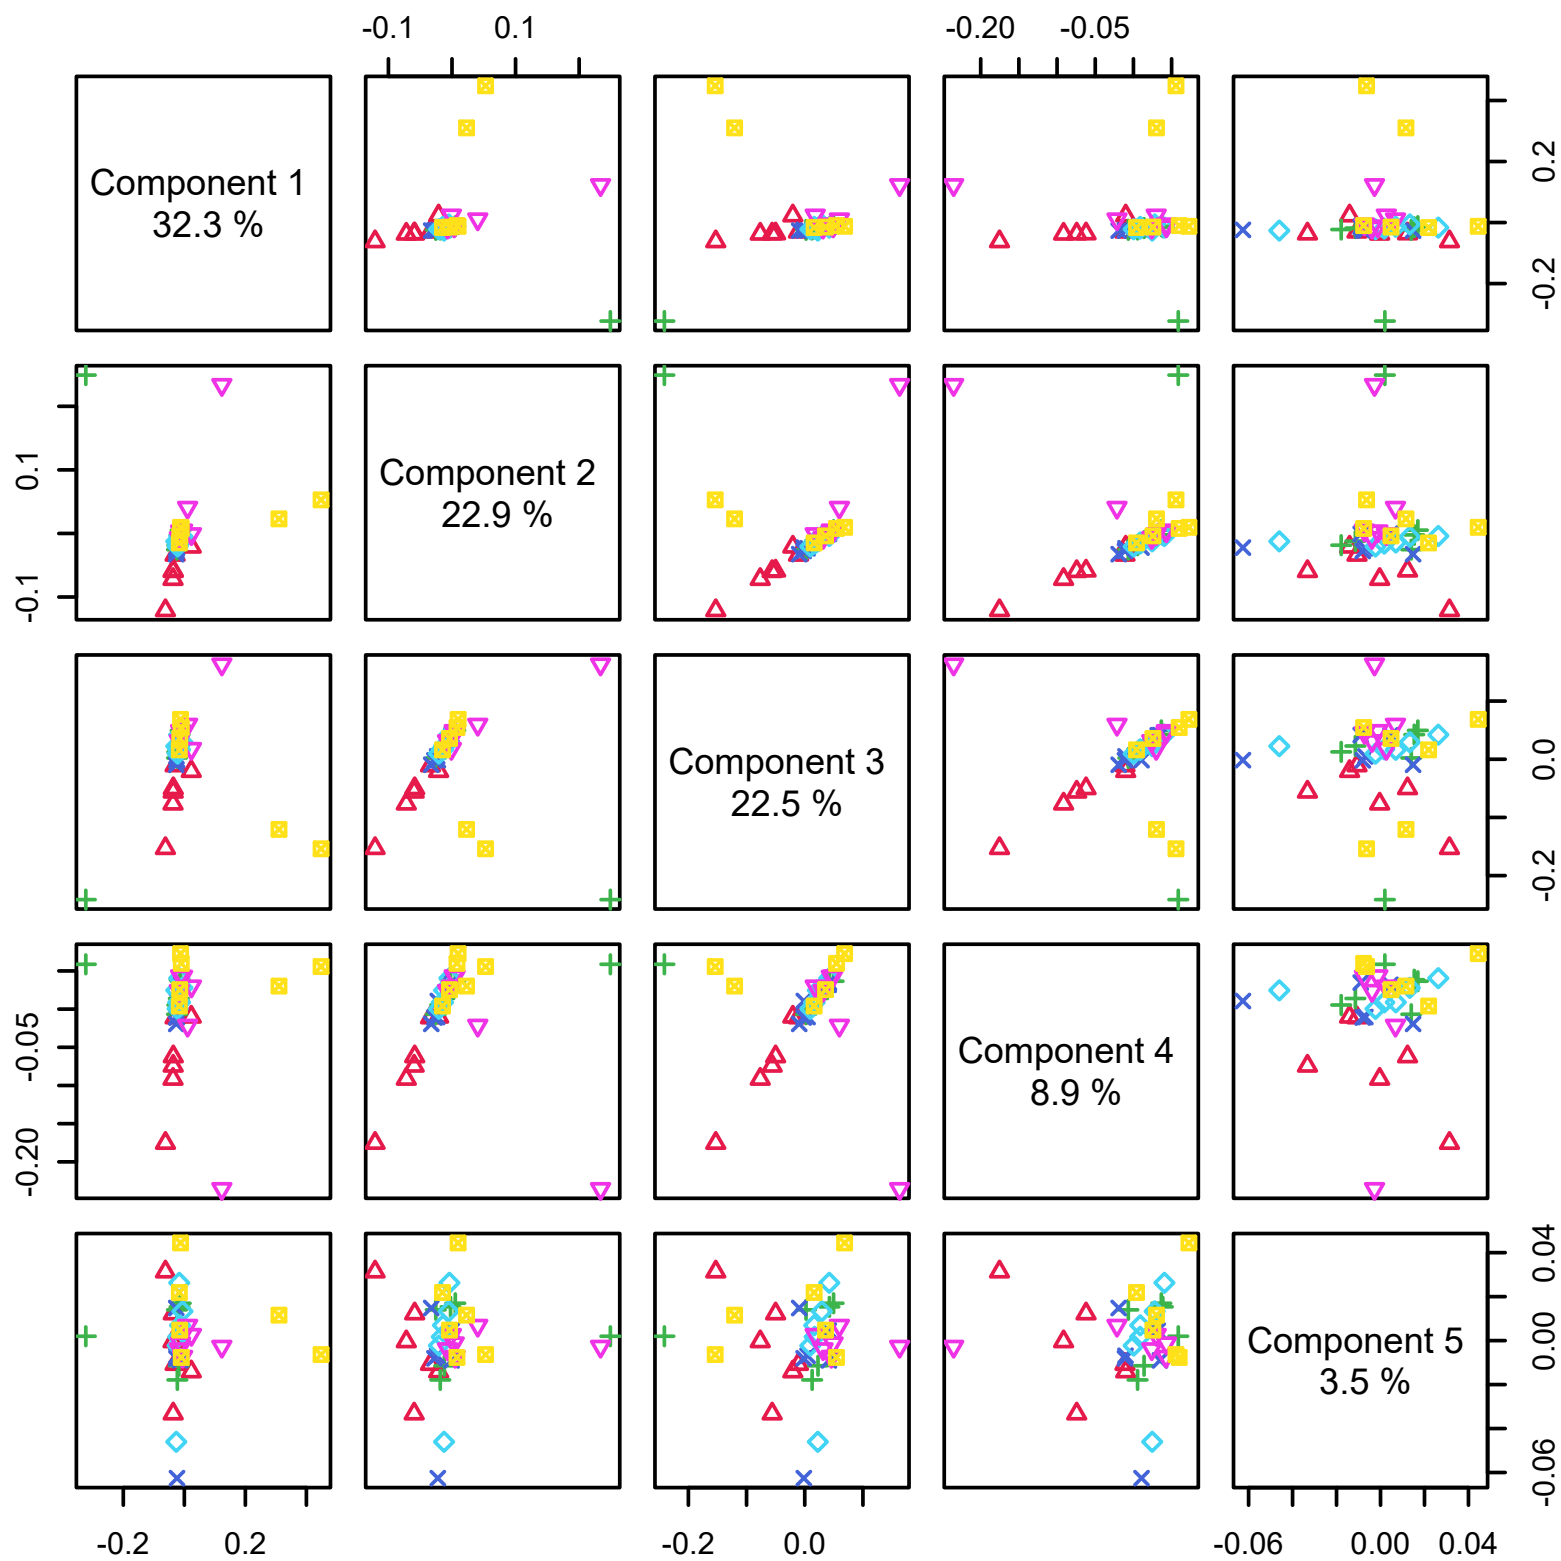 -0.1 0.1 -0.20 -0.05
Component 1
32.3 %
0.2
-0.2
Component 2
22.9 %
0.1
-0.1
Component 3
22.5 %
0.0
-0.2
Component 4
8.9 %
-0.05
-0.20
Component 5
3.5 %
0.04
0.00
-0.06
-0.2 0.2 -0.2 0.0 -0.06 0.00 0.04